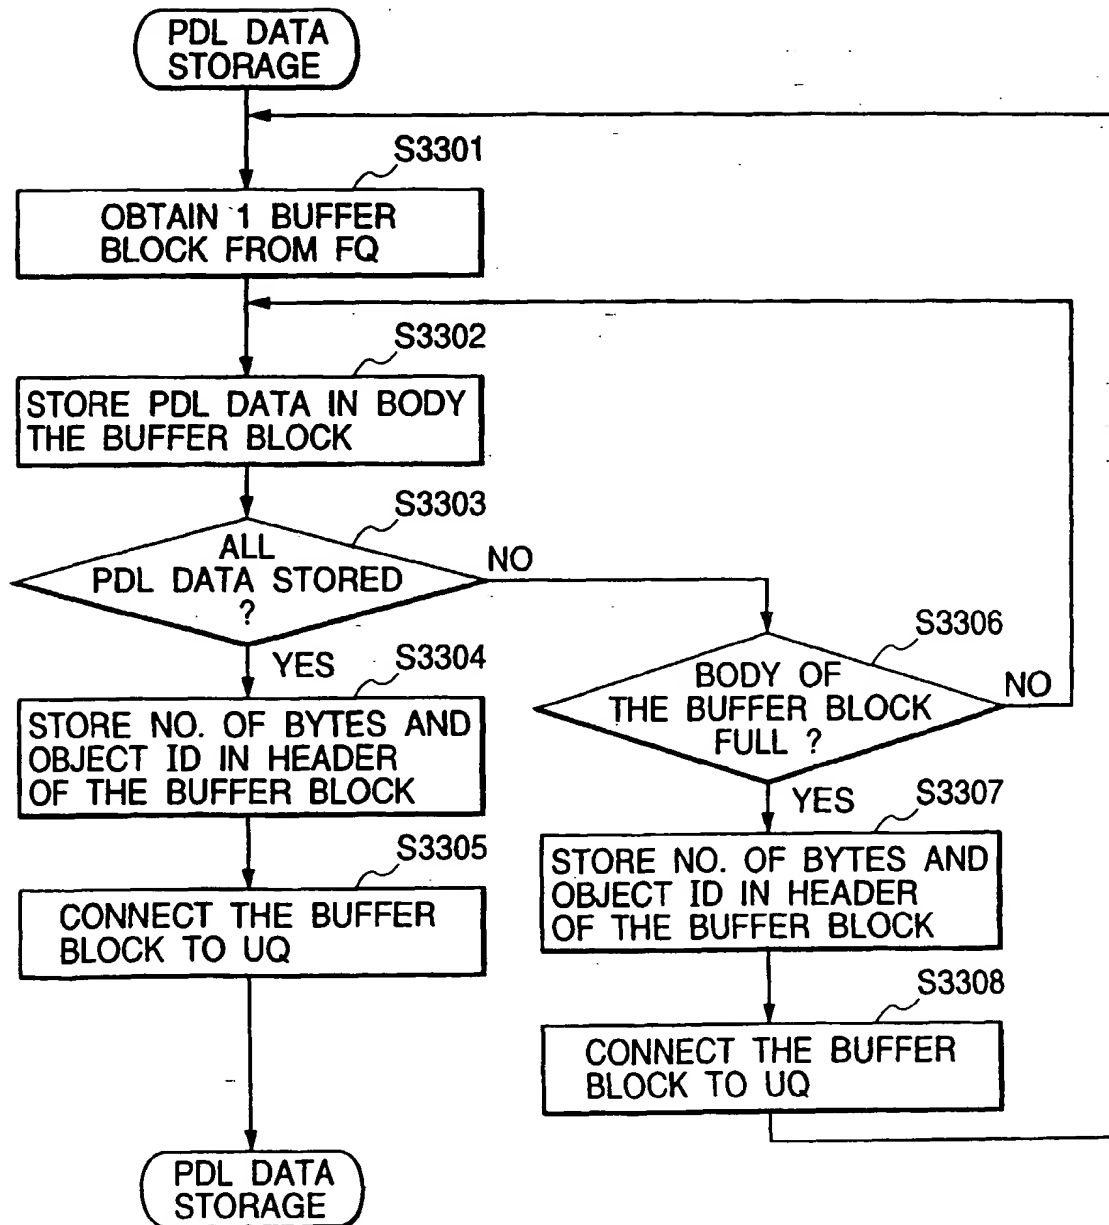 PDL DATA
STORAGE
S3301
OBTAIN 1 BUFFER
BLOCK FROM FQ
S3302
STORE PDL DATA IN BODY
THE BUFFER BLOCK
S3303
ALL
PDL DATA STORED
?
NO
YES
S3304
STORE NO. OF BYTES AND
OBJECT ID IN HEADER
OF THE BUFFER BLOCK
S3305
CONNECT THE BUFFER
BLOCK TO UQ
S3306
BODY OF
THE BUFFER BLOCK
FULL ?
NO
YES
S3307
STORE NO. OF BYTES AND
OBJECT ID IN HEADER
OF THE BUFFER BLOCK
S3308
CONNECT THE BUFFER
BLOCK TO UQ
PDL DATA
STORAGE